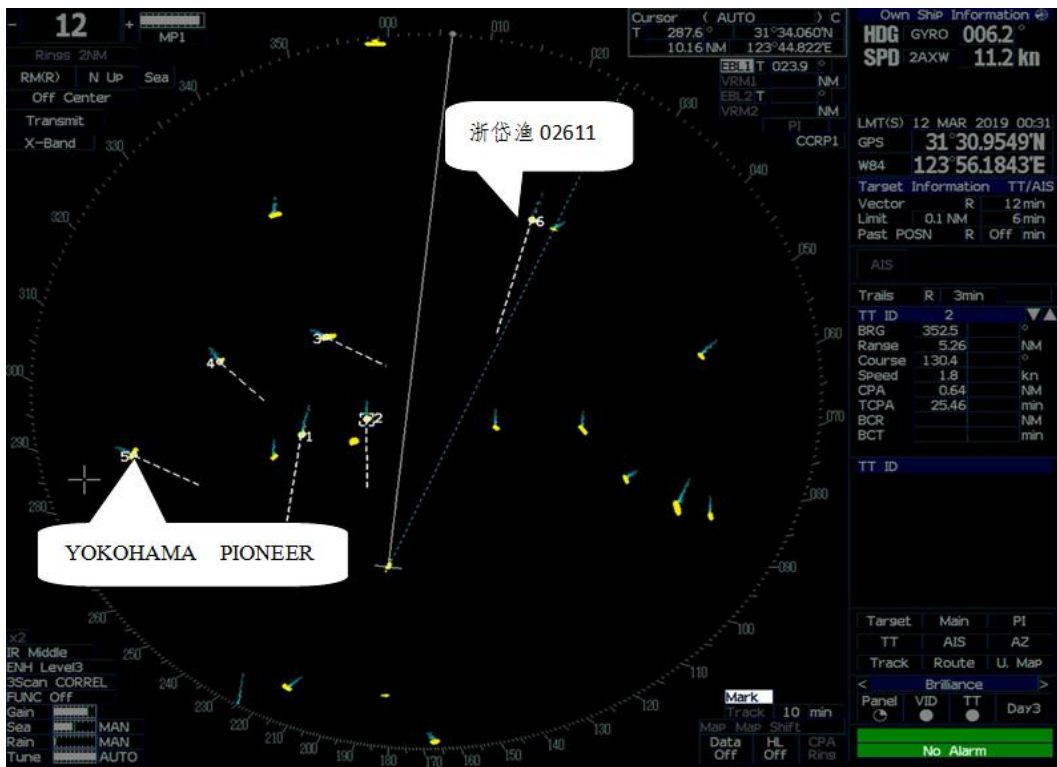 - 12 +
MP1
Rings 2NM
RM(R) N UP Sea
Off Center
Transmit
X-Band
Cursor ( AUTO ) C
T 287.6 ° 31°34.060'N
10.16 NM 123°44.822'E
EBL1 T 023.9 °
VRM1 NM
EBL2 T °
VRM2 NM
PI
CCRP1
000
350
340
330
320
310
300
290
280
260
250
240
230
220
210
200
190
180
170
160
150
140
130
110
100
090
080
070
060
050
040
030
020
浙岱渔 02611
6
3
4
2
1
5
YOKOHAMA PIONEER
x2
IR Middle
ENH Level3
3Scan CORREL
FUNC Off
Gain
Sea MAN
Rain MAN
Tune AUTO
Mark
Track 10 min
Map Map Shift
Data Off
HL Off
CPA Ring
Own Ship Information
HDG GYRO 006.2 °
SPD 2AXW 11.2 kn
LMT(S) 12 MAR 2019 00:31
GPS 31°30.9549'N
W84 123°56.1843'E
Target Information TT/AIS
Vector R 12 min
Limit 0.1 NM 6 min
Past POSN R Off min
AIS
Trails R 3min
TT ID 2
BRG 352.5 °
Range 5.26 NM
Course 130.4 °
Speed 1.8 kn
CPA 0.64 NM
TCPA 25.46 min
BCR NM
BCT min
TT ID
Target Main PI
TT AIS AZ
Track Route U. Map
< Brilliance >
Panel VID TT Day3
No Alarm